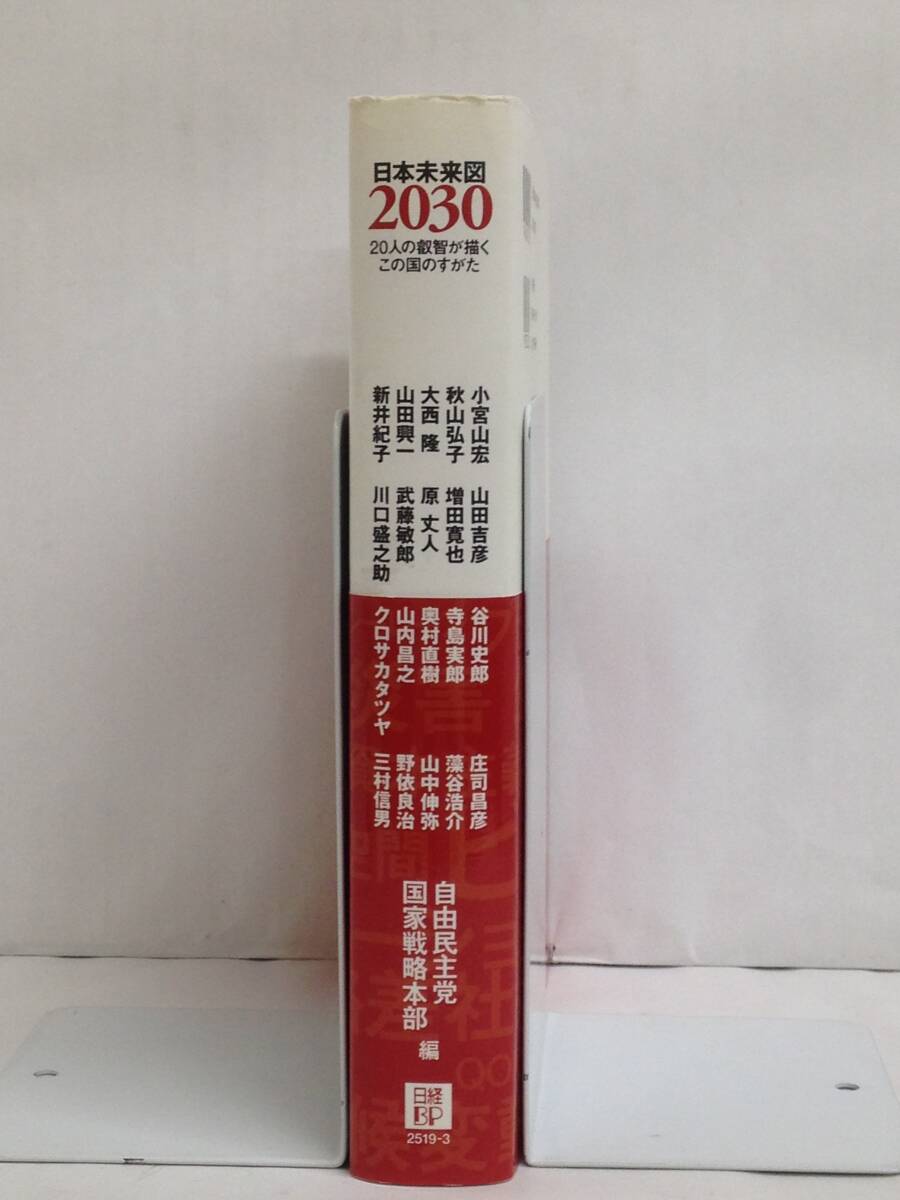 日本未来図
2030
20人の叡智が描く
この国のすがた
小宮山宏
秋山弘子
大西 隆
山田興一
新井紀子
山田吉彦
増田寛也
原 丈人
武藤敏郎
川口盛之助
谷川史郎
寺島実郎
奥村直樹
山内昌之
クロサカタツヤ
庄司昌彦
藻谷浩介
山中伸弥
野依良治
三村信男
自由民主党
国家戦略本部
編
日経
BP
2519-3